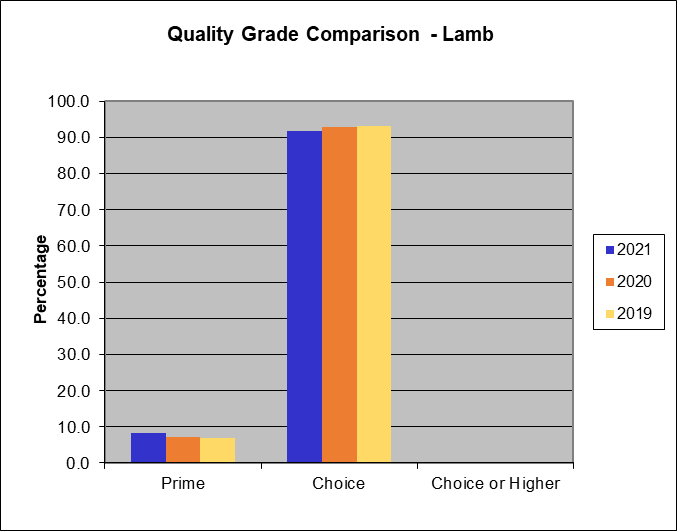 Quality Grade Comparison - Lamb
100.0
90.0
80.0
70.0
60.0
50.0
40.0
30.0
20.0
10.0
0.0
Percentage
Prime
Choice
Choice or Higher
2021
2020
2019